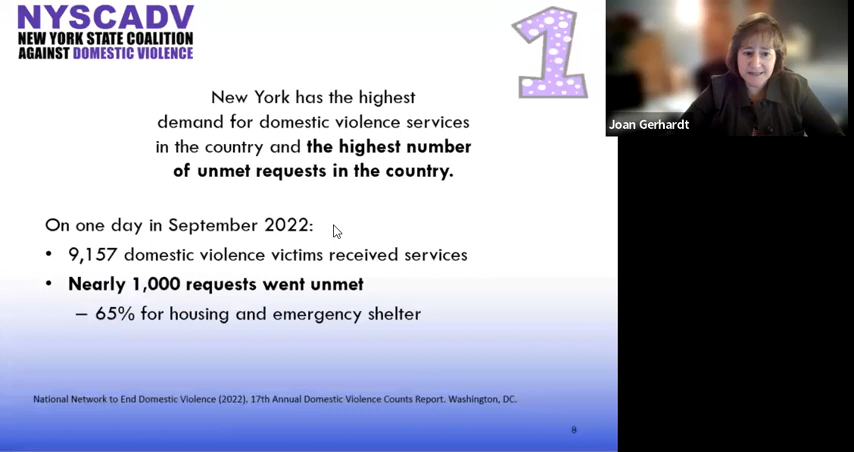 NYSCADV
NEW YORK STATE COALITION
AGAINST DOMESTIC VIOLENCE
1
Joan Gerhardt
New York has the highest
demand for domestic violence services
in the country and the highest number
of unmet requests in the country.
On one day in September 2022:
• 9,157 domestic violence victims received services
• Nearly 1,000 requests went unmet
– 65% for housing and emergency shelter
National Network to End Domestic Violence (2022). 17th Annual Domestic Violence Counts Report. Washington, DC.
8